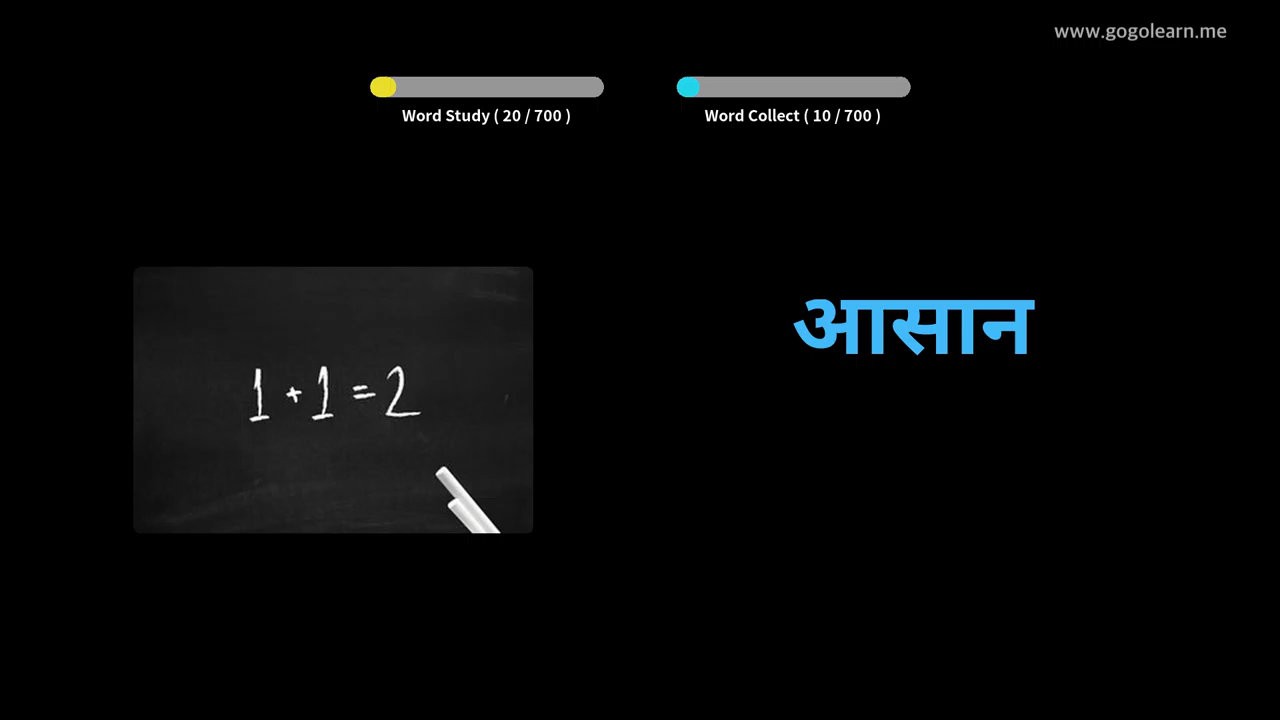 www.gogolearn.me
Word Study ( 20 / 700 )
Word Collect ( 10 / 700 )
1 + 1 = 2
आसान